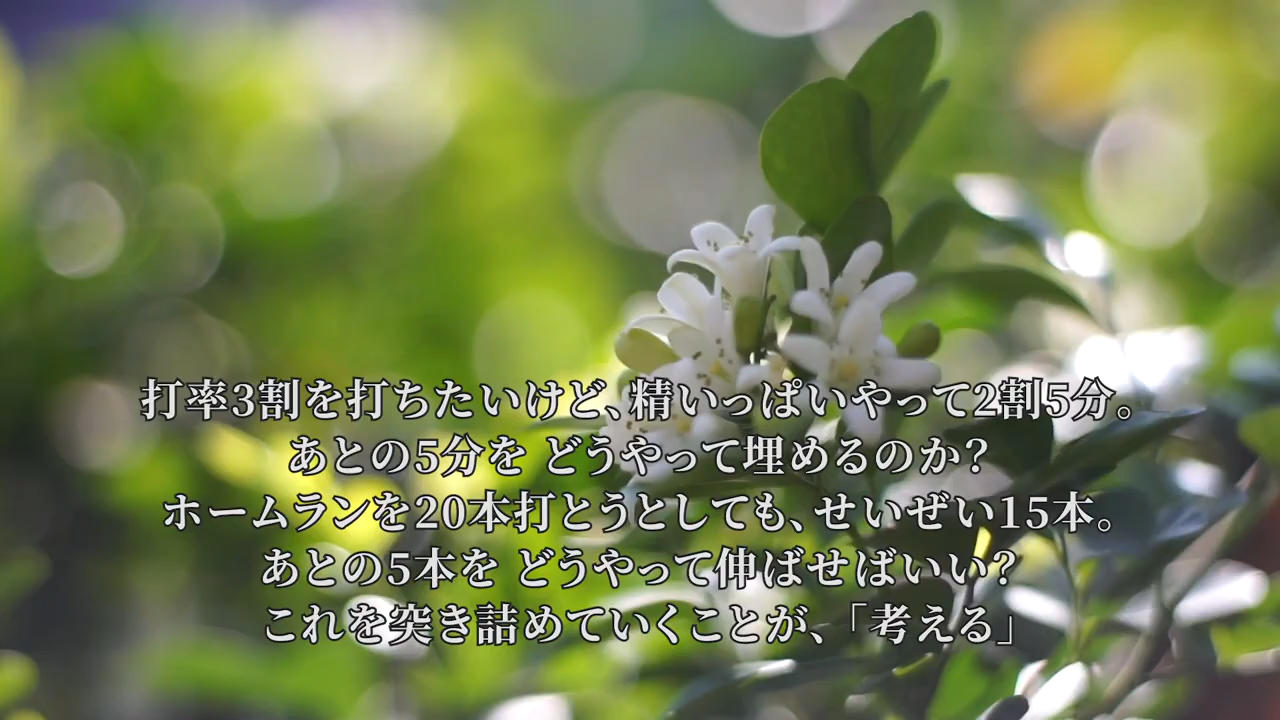 打率3割を打ちたいけど、精いっぱいやって2割5分。
あとの5分を どうやって埋めるのか?
ホームランを20本打とうとしても、せいぜい15本。
あとの5本を どうやって伸ばせばいい?
これを突き詰めていくことが、「考える」